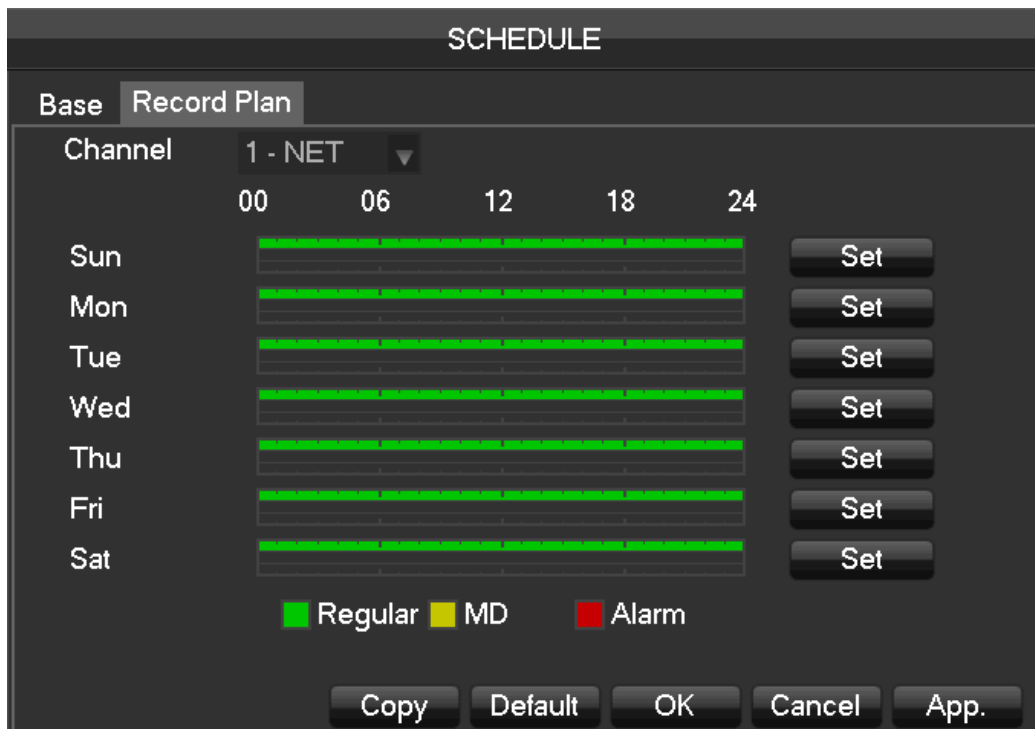 SCHEDULE
Base Record Plan
Channel 1 - NET
00 06 12 18 24
Sun Set
Mon Set
Tue Set
Wed Set
Thu Set
Fri Set
Sat Set
Regular MD Alarm
Copy Default OK Cancel App.